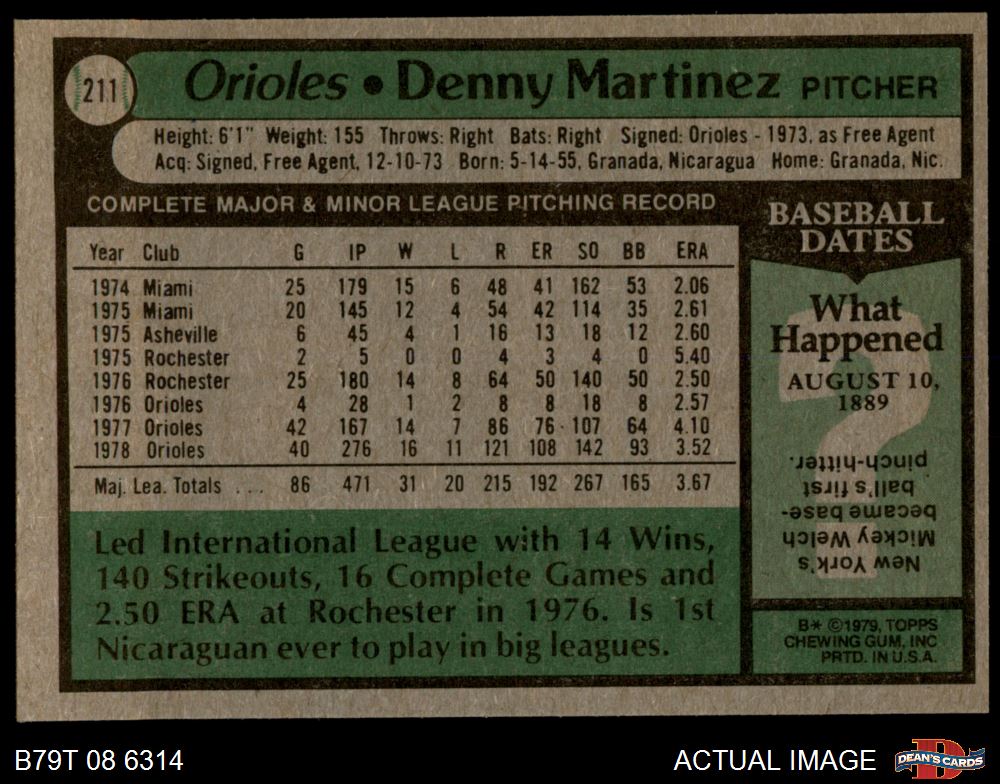 211
Orioles • Denny Martinez PITCHER
Height: 6'1" Weight: 155 Throws: Right Bats: Right Signed: Orioles - 1973, as Free Agent
Acq: Signed, Free Agent, 12-10-73 Born: 5-14-55, Granada, Nicaragua Home: Granada, Nic.
COMPLETE MAJOR & MINOR LEAGUE PITCHING RECORD
Year Club G IP W L R ER SO BB ERA
1974 Miami 25 179 15 6 48 41 162 53 2.06
1975 Miami 20 145 12 4 54 42 114 35 2.61
1975 Asheville 6 45 4 1 16 13 18 12 2.60
1975 Rochester 2 5 0 0 4 3 4 0 5.40
1976 Rochester 25 180 14 8 64 50 140 50 2.50
1976 Orioles 4 28 1 2 8 8 18 8 2.57
1977 Orioles 42 167 14 7 86 76 107 64 4.10
1978 Orioles 40 276 16 11 121 108 142 93 3.52
Maj. Lea. Totals ... 86 471 31 20 215 192 267 165 3.67
Led International League with 14 Wins,
140 Strikeouts, 16 Complete Games and
2.50 ERA at Rochester in 1976. Is 1st
Nicaraguan ever to play in big leagues.
BASEBALL
DATES
What
Happened
AUGUST 10,
1889
New York's
Mickey Welch
became base-
ball's first
pinch-hitter.
B* ©1979, TOPPS
CHEWING GUM, INC
PRTD. IN U.S.A.
B79T 08 6314
ACTUAL IMAGE
DEAN'S CARDS